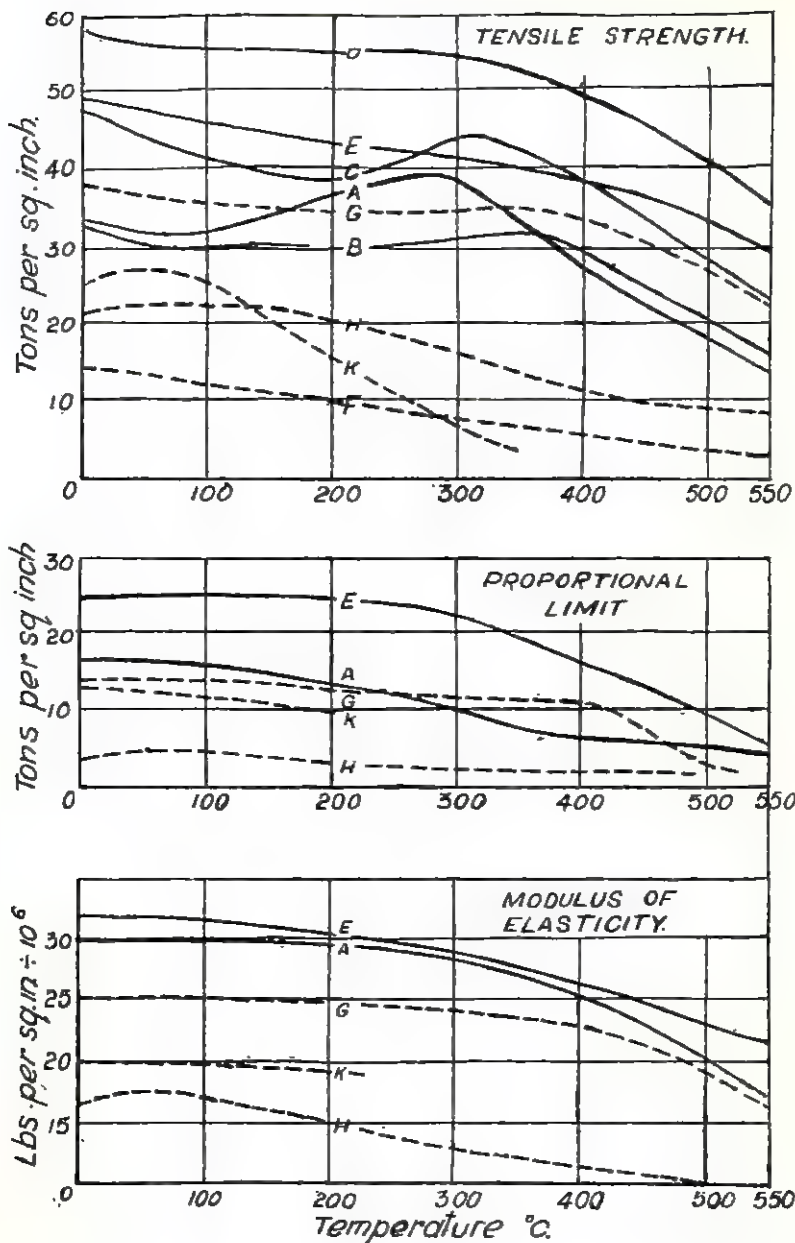 TENSILE STRENGTH.
Tons per sq. inch.
60
50
40
30
20
10
0
D
E
C
A
G
B
H
K
F
100
200
300
400
500
550
PROPORTIONAL
LIMIT
Tons per sq inch
30
20
10
0
E
A
G
K
H
100
200
300
400
500
550
MODULUS OF
ELASTICITY.
Lbs. per sq.in ÷ 10⁶
30
25
20
15
0
E
A
G
K
H
100
200
300
400
500
550
Temperature °c.